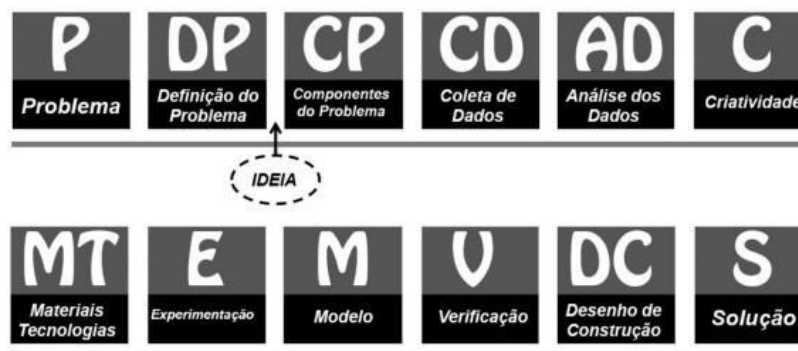 P DP CP CD AD C
Problema Definição do Problema Componentes do Problema Coleta de Dados Análise dos Dados Criatividade
IDEIA
MT E M V DC S
Materiais Tecnologias Experimentação Modelo Verificação Desenho de Construção Solução